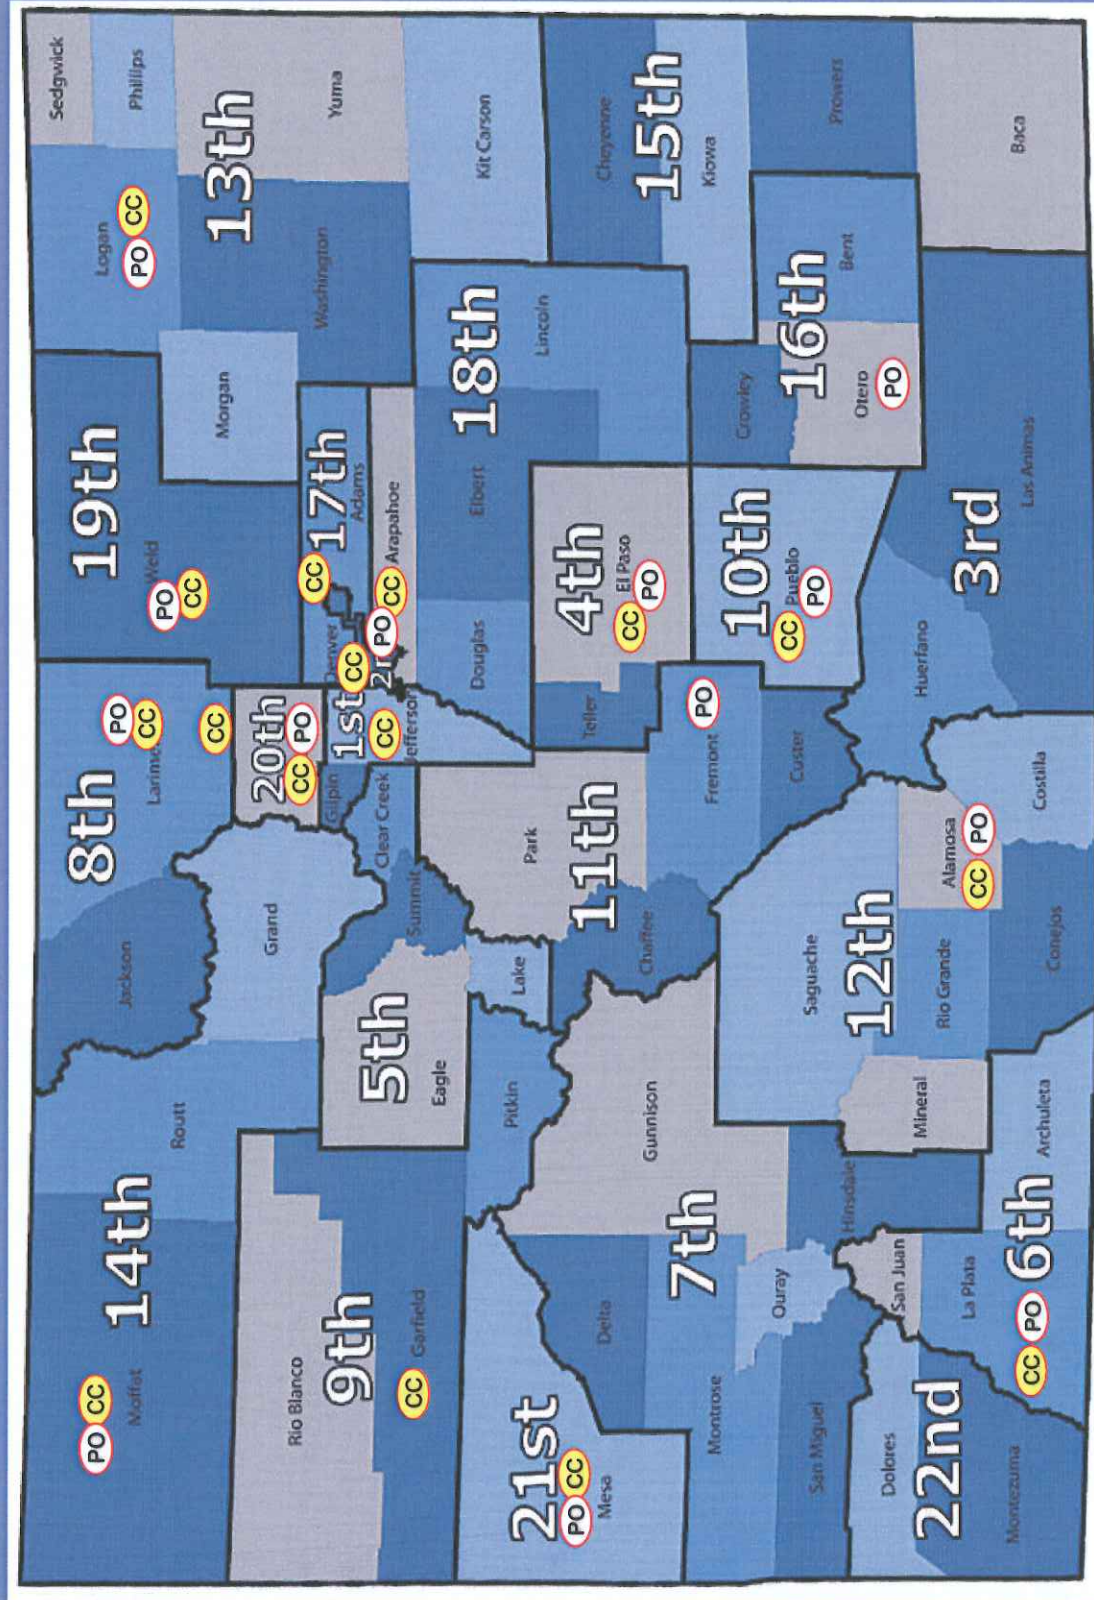 PO CC
Moffat
14th
Routt
Jackson
8th
Larime
PO
CC
CC
19th
Weld
PO
CC
Logan
PO CC
Sedgwick
Phillips
Morgan
13th
Yuma
Washington
Rio Blanco
9th
CC Garfield
Grand
20th
CC PO
Gilpin
1st
CC
Denver
CC
17th
Adams
CC
Arapahoe
PO CC
2
Clear Creek
Jefferson
Summit
5th
Eagle
Douglas
Elbert
18th
Lincoln
Kit Carson
21st
PO CC
Mesa
Pitkin
Lake
Park
11th
Chaffee
Teller
4th
El Paso
CC PO
Cheyenne
15th
Kiowa
Delta
Gunnison
7th
Montrose
Ouray
Hinsdale
San Miguel
Fremont
PO
Custer
10th
CC Pueblo
PO
Crowley
16th
Bent
Otero
PO
Prowers
Saguache
12th
Dolores
22nd
Montezuma
San Juan
La Plata
CC PO 6th
Archuleta
Mineral
Rio Grande
Alamosa
CC PO
Conejos
Costilla
Huerfano
3rd
Las Animas
Baca